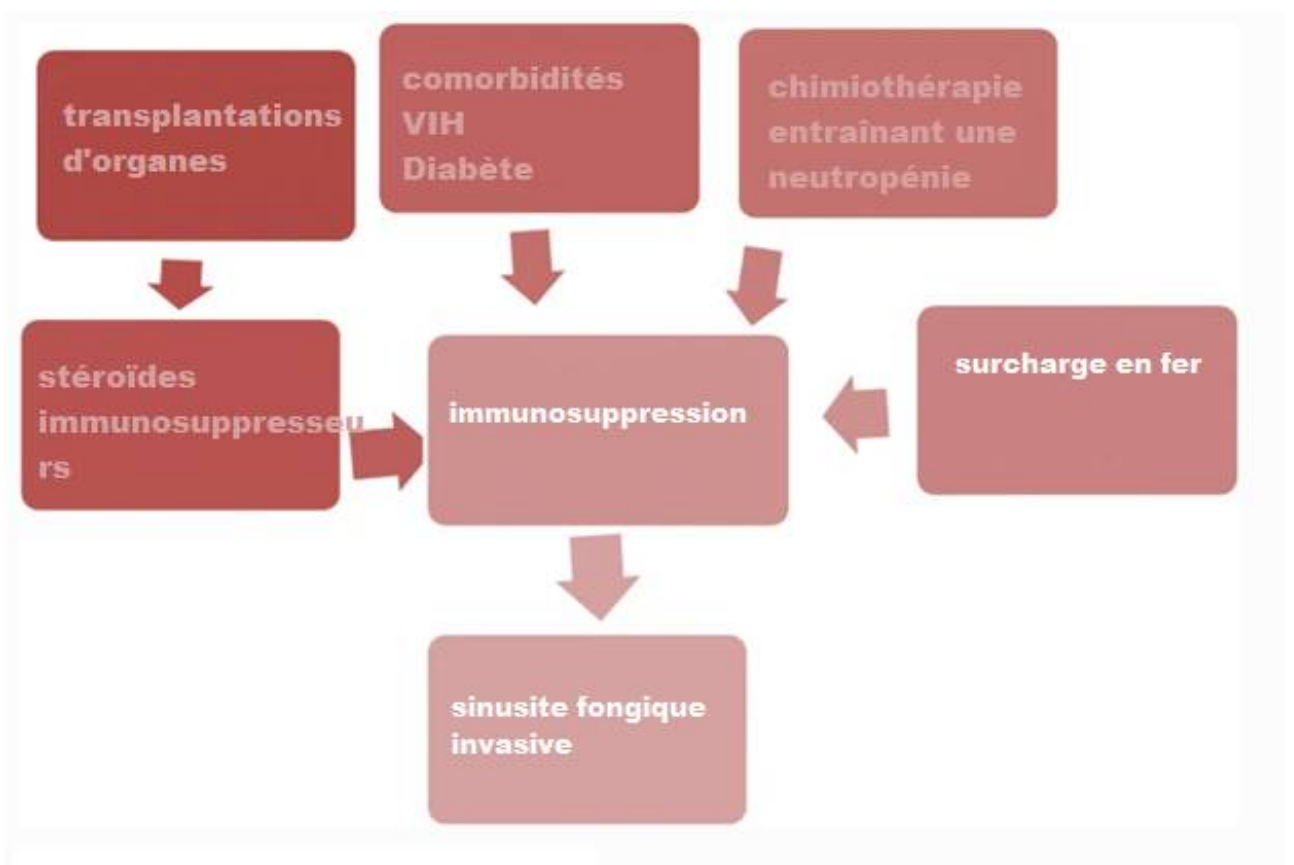 transplantations
d'organes
comorbidités
VIH
Diabète
chimiothérapie
entraînant une
neutropénie
stéroïdes
immunosuppresseu
rs
immunosuppression
surcharge en fer
sinusite fongique
invasive